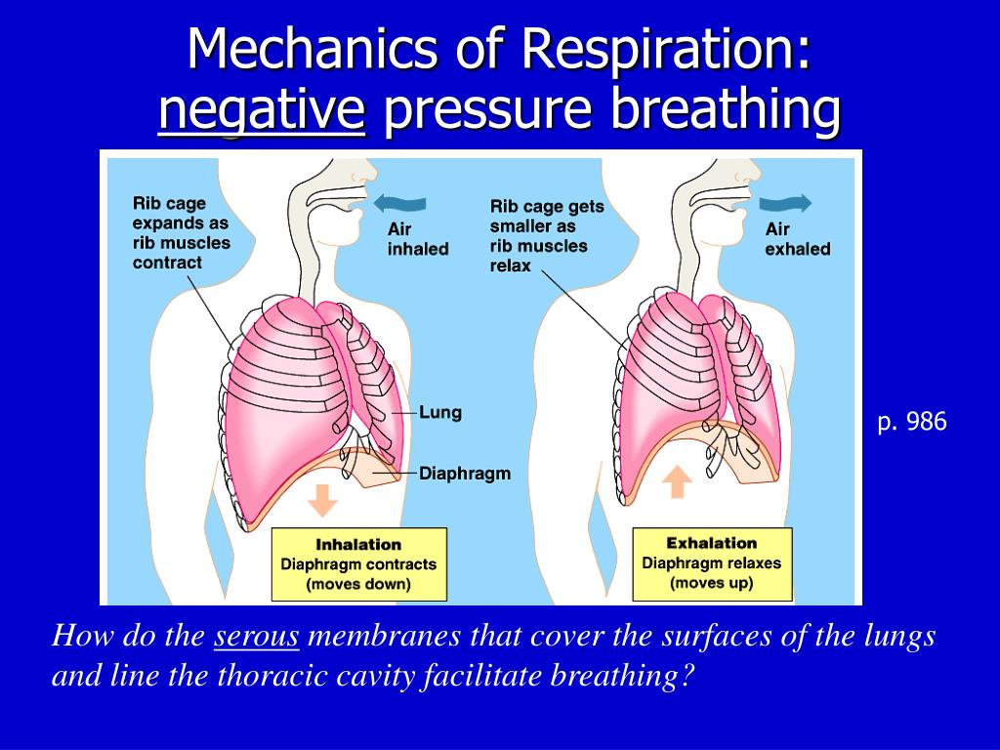 Mechanics of Respiration:
negative pressure breathing
Rib cage
expands as
rib muscles
contract
Air
inhaled
Lung
Diaphragm
Inhalation
Diaphragm contracts
(moves down)
Rib cage gets
smaller as
rib muscles
relax
Air
exhaled
Exhalation
Diaphragm relaxes
(moves up)
p. 986
How do the serous membranes that cover the surfaces of the lungs
and line the thoracic cavity facilitate breathing?